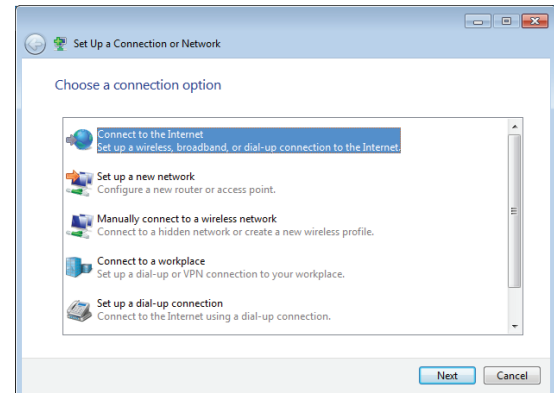 Set Up a Connection or Network
Choose a connection option
Connect to the Internet
Set up a wireless, broadband, or dial-up connection to the Internet.
Set up a new network
Configure a new router or access point.
Manually connect to a wireless network
Connect to a hidden network or create a new wireless profile.
Connect to a workplace
Set up a dial-up or VPN connection to your workplace.
Set up a dial-up connection
Connect to the Internet using a dial-up connection.
Next Cancel